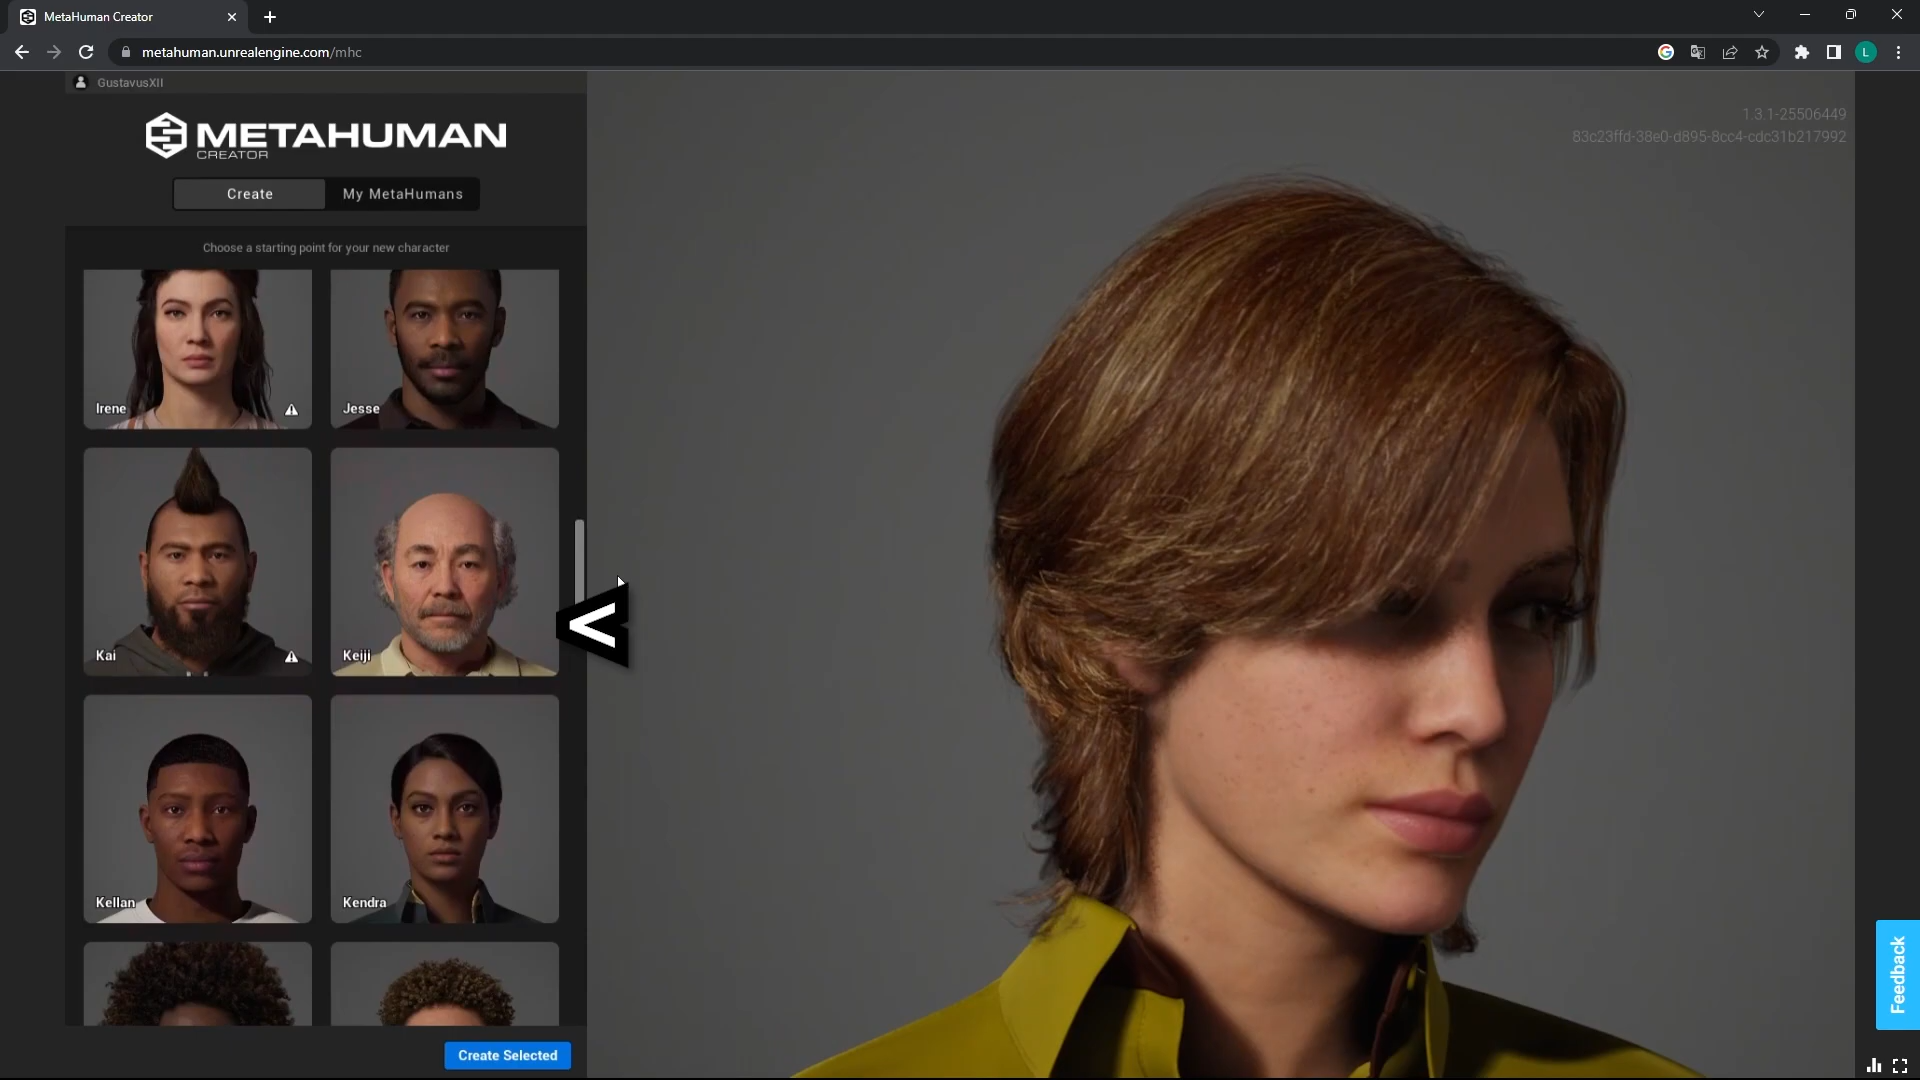 MetaHuman Creator
metahuman.unrealengine.com/mhc
L
GustavusXII
METAHUMAN
CREATOR
Create
My MetaHumans
Choose a starting point for your new character
Irene
Jesse
Kai
Keiji
Kellan
Kendra
Create Selected
1.3.1-25506449
83c23ffd-38e0-d895-8cc4-cdc31b217992
<
Feedback